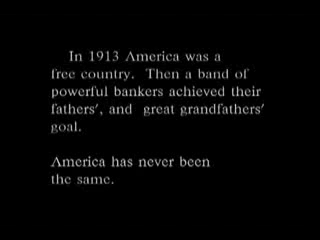 In 1913 America was a
free country. Then a band of
powerful bankers achieved their
fathers', and great grandfathers'
goal.
America has never been
the same.